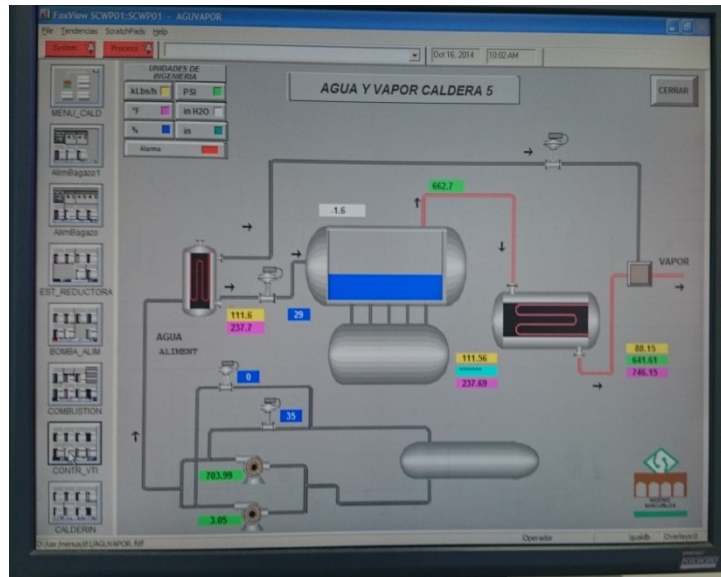 FoxView 5CWP01:5CWP01 - AGUVAPOR
File Tendencias ScratchPads Help
System
Process
Oct 16, 2014
10:02 AM
UNIDADES DE
INGENIERIA
kLbs/h
PSI
°F
in H2O
%
in
Alarma
AGUA Y VAPOR CALDERA 5
CERRAR
MENU_CALD
AlimBagazo1
AlimBagazo
EST_REDUCTORA
BOMBA_ALIM
COMBUSTION
CONTR_VTI
CALDERIN
662.7
-1.6
VAPOR
111.6
237.7
29
AGUA
ALIMENT
88.15
641.61
746.15
111.56
237.69
0
35
703.99
3.05
Operador